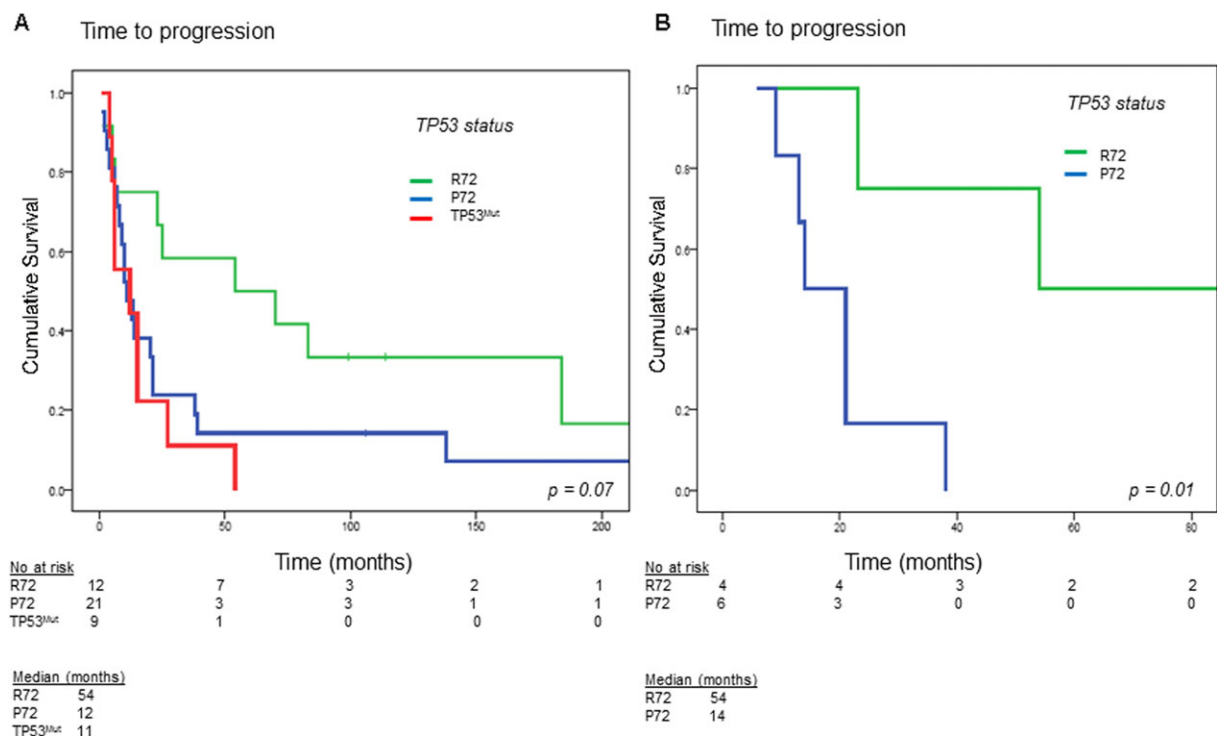 A
Time to progression
Cumulative Survival
1.0
0.8
0.6
0.4
0.2
0.0
TP53 status
R72
P72
TP53Mut
p = 0.07
0 50 100 150 200
Time (months)
No at risk
R72 12 7 3 2 1
P72 21 3 3 1 1
TP53Mut 9 1 0 0 0
Median (months)
R72 54
P72 12
TP53Mut 11
B
Time to progression
Cumulative Survival
1.0
0.8
0.6
0.4
0.2
0.0
TP53 status
R72
P72
p = 0.01
0 20 40 60 80
Time (months)
No at risk
R72 4 4 3 2 2
P72 6 3 0 0 0
Median (months)
R72 54
P72 14